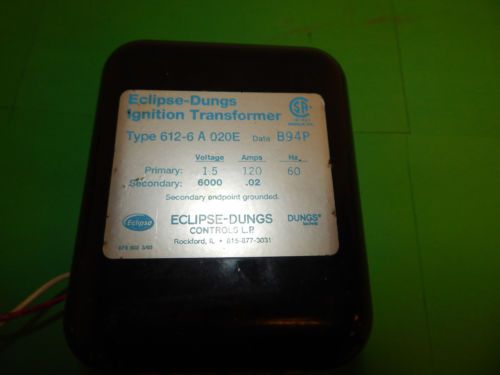 Eclipse-Dungs
Ignition Transformer
Type 612-6 A 020E Date B94P
Voltage Amps Hz.
Primary: 1.5 120 60
Secondary: 6000 .02
Secondary endpoint grounded.
Eclipse
ECLIPSE-DUNGS
CONTROLS L.P.
Rockford, IL • 815-877-3031
DUNGS®